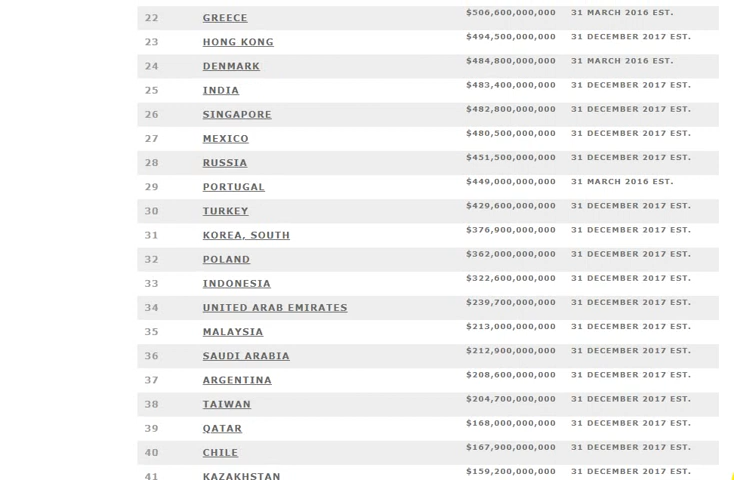 22 GREECE $506,600,000,000 31 MARCH 2016 EST.
23 HONG KONG $494,500,000,000 31 DECEMBER 2017 EST.
24 DENMARK $484,800,000,000 31 MARCH 2016 EST.
25 INDIA $483,400,000,000 31 DECEMBER 2017 EST.
26 SINGAPORE $482,800,000,000 31 DECEMBER 2017 EST.
27 MEXICO $480,500,000,000 31 DECEMBER 2017 EST.
28 RUSSIA $451,500,000,000 31 DECEMBER 2017 EST.
29 PORTUGAL $449,000,000,000 31 MARCH 2016 EST.
30 TURKEY $429,600,000,000 31 DECEMBER 2017 EST.
31 KOREA, SOUTH $376,900,000,000 31 DECEMBER 2017 EST.
32 POLAND $362,000,000,000 31 DECEMBER 2017 EST.
33 INDONESIA $322,600,000,000 31 DECEMBER 2017 EST.
34 UNITED ARAB EMIRATES $239,700,000,000 31 DECEMBER 2017 EST.
35 MALAYSIA $213,000,000,000 31 DECEMBER 2017 EST.
36 SAUDI ARABIA $212,900,000,000 31 DECEMBER 2017 EST.
37 ARGENTINA $208,600,000,000 31 DECEMBER 2017 EST.
38 TAIWAN $204,700,000,000 31 DECEMBER 2017 EST.
39 QATAR $168,000,000,000 31 DECEMBER 2017 EST.
40 CHILE $167,900,000,000 31 DECEMBER 2017 EST.
41 KAZAKHSTAN $159,200,000,000 31 DECEMBER 2017 EST.